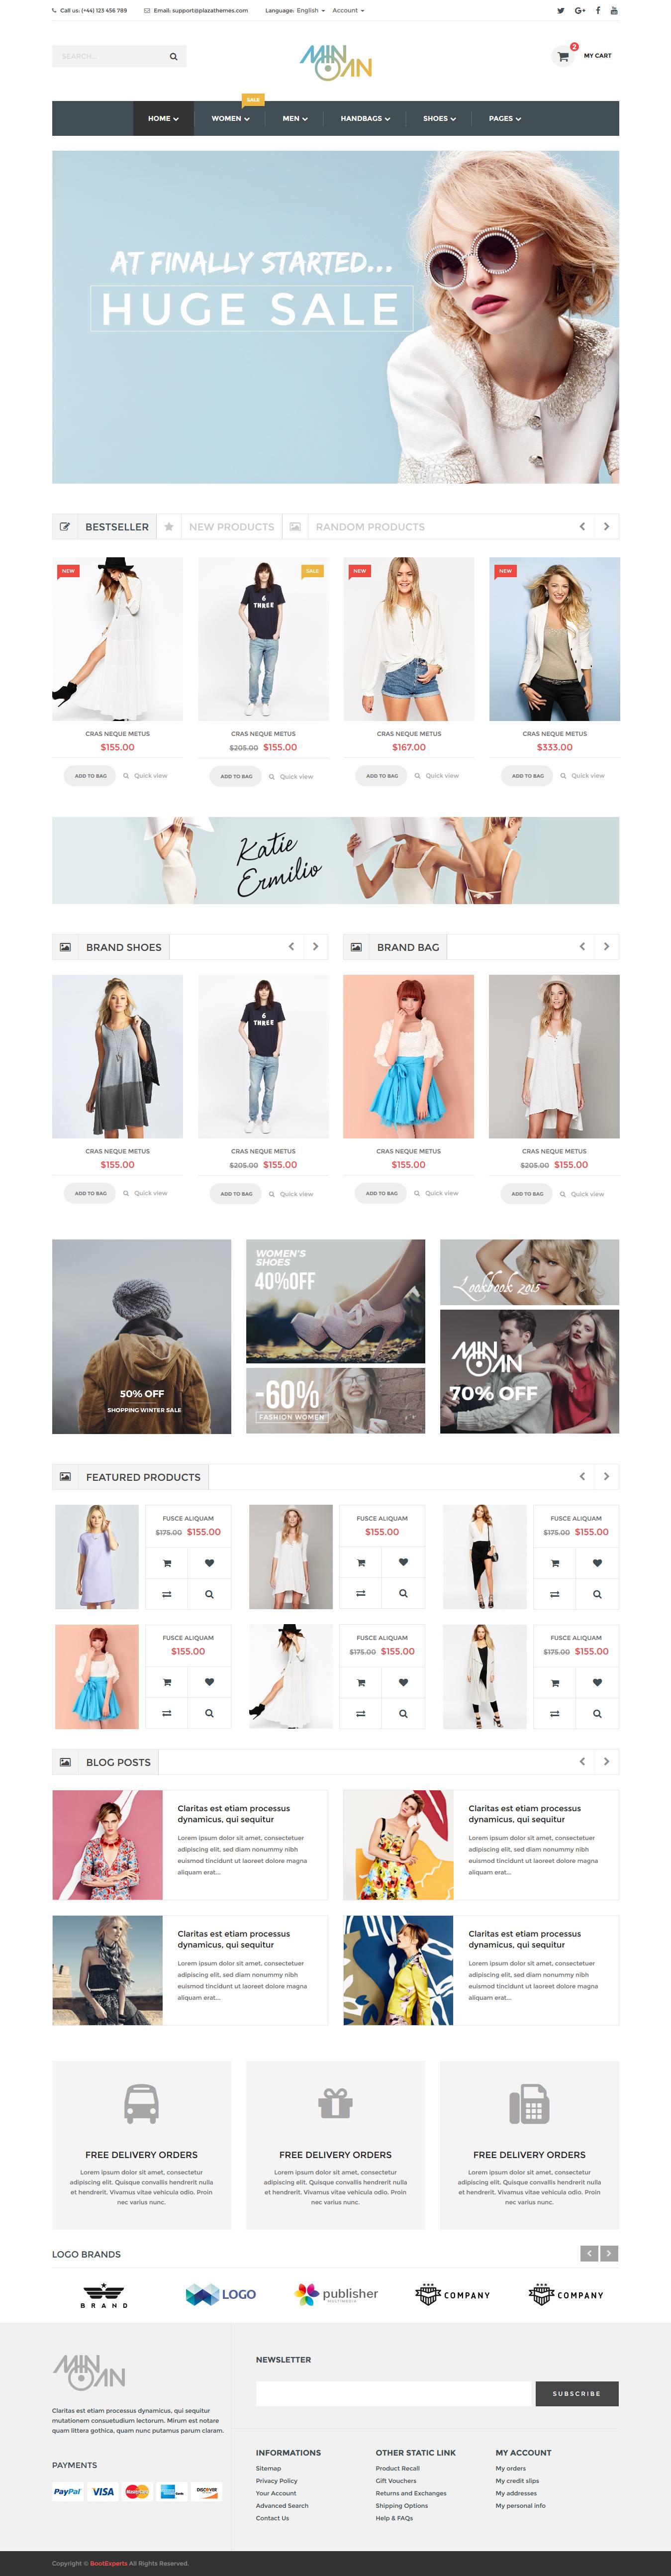 Call us: (+44) 123 456 789 Email: support@plazathemes.com Language: English Account
SEARCH...
MINOAN
2
MY CART
SALE
HOME WOMEN MEN HANDBAGS SHOES PAGES
AT FINALLY STARTED...
HUGE SALE
BESTSELLER NEW PRODUCTS RANDOM PRODUCTS
NEW SALE NEW NEW
6
THREE
CRAS NEQUE METUS CRAS NEQUE METUS CRAS NEQUE METUS CRAS NEQUE METUS
$155.00 $205.00 $155.00 $167.00 $333.00
ADD TO BAG Quick view ADD TO BAG Quick view ADD TO BAG Quick view ADD TO BAG Quick view
Katie
Ermilio
BRAND SHOES BRAND BAG
6
THREE
CRAS NEQUE METUS CRAS NEQUE METUS CRAS NEQUE METUS CRAS NEQUE METUS
$155.00 $205.00 $155.00 $155.00 $205.00 $155.00
ADD TO BAG Quick view ADD TO BAG Quick view ADD TO BAG Quick view ADD TO BAG Quick view
50% OFF
SHOPPING WINTER SALE
WOMEN'S
SHOES
40%OFF
-60%
FASHION WOMEN
Lookbook 2015
MINOAN
70% OFF
FEATURED PRODUCTS
FUSCE ALIQUAM FUSCE ALIQUAM FUSCE ALIQUAM
$175.00 $155.00 $155.00 $175.00 $155.00
FUSCE ALIQUAM FUSCE ALIQUAM FUSCE ALIQUAM
$155.00 $175.00 $155.00 $175.00 $155.00
BLOG POSTS
Claritas est etiam processus
dynamicus, qui sequitur
Lorem ipsum dolor sit amet, consectetuer
adipiscing elit, sed diam nonummy nibh
euismod tincidunt ut laoreet dolore magna
aliquam erat...
Claritas est etiam processus
dynamicus, qui sequitur
Lorem ipsum dolor sit amet, consectetuer
adipiscing elit, sed diam nonummy nibh
euismod tincidunt ut laoreet dolore magna
aliquam erat...
Claritas est etiam processus
dynamicus, qui sequitur
Lorem ipsum dolor sit amet, consectetuer
adipiscing elit, sed diam nonummy nibh
euismod tincidunt ut laoreet dolore magna
aliquam erat...
Claritas est etiam processus
dynamicus, qui sequitur
Lorem ipsum dolor sit amet, consectetuer
adipiscing elit, sed diam nonummy nibh
euismod tincidunt ut laoreet dolore magna
aliquam erat...
FREE DELIVERY ORDERS
Lorem ipsum dolor sit amet, consectetur
adipiscing elit. Quisque convallis hendrerit nulla
et hendrerit. Vivamus vitae vehicula odio. Proin
nec varius nunc.
FREE DELIVERY ORDERS
Lorem ipsum dolor sit amet, consectetur
adipiscing elit. Quisque convallis hendrerit nulla
et hendrerit. Vivamus vitae vehicula odio. Proin
nec varius nunc.
FREE DELIVERY ORDERS
Lorem ipsum dolor sit amet, consectetur
adipiscing elit. Quisque convallis hendrerit nulla
et hendrerit. Vivamus vitae vehicula odio. Proin
nec varius nunc.
LOGO BRANDS
BRAND
LOGO
publisher
MULTIMEDIA
COMPANY
COMPANY
MINOAN
Claritas est etiam processus dynamicus, qui sequitur
mutationem consuetudium lectorum. Mirum est notare
quam littera gothica, quam nunc putamus parum claram.
PAYMENTS
PayPal VISA MasterCard DISCOVER
NEWSLETTER
SUBSCRIBE
INFORMATIONS
Sitemap
Privacy Policy
Your Account
Advanced Search
Contact Us
OTHER STATIC LINK
Product Recall
Gift Vouchers
Returns and Exchanges
Shipping Options
Help & FAQs
MY ACCOUNT
My orders
My credit slips
My addresses
My personal info
Copyright © BootExperts All Rights Reserved.